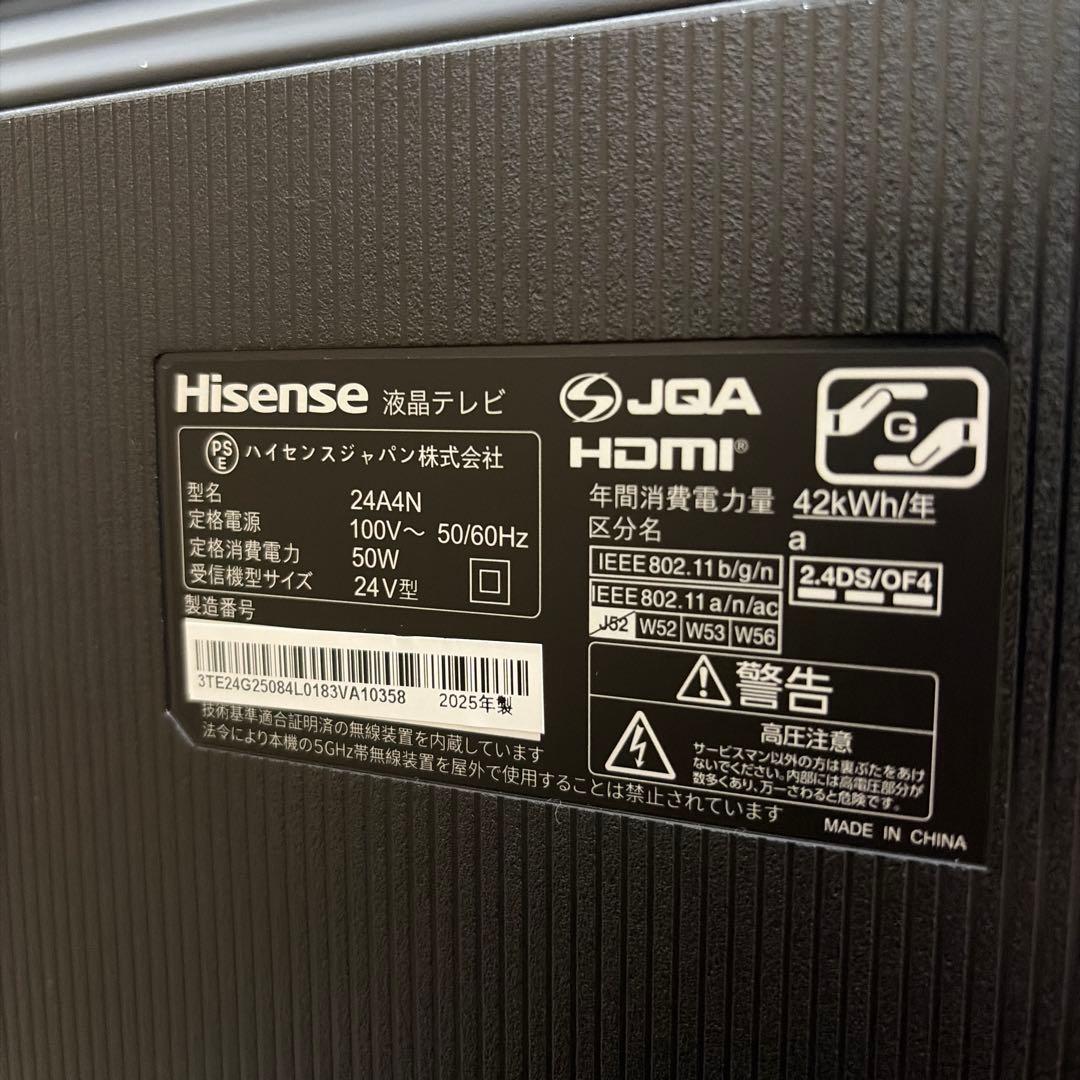 Hisense 液晶テレビ
PS
E
ハイセンスジャパン株式会社
型名 24A4N
定格電源 100V～ 50/60Hz
定格消費電力 50W
受信機型サイズ 24V型
製造番号
3TE24G25084L0183VA10358 2025年製
技術基準適合証明済の無線装置を内蔵しています
法令により本機の5GHz帯無線装置を屋外で使用することは禁止されています
JQA
HDMI®
G
年間消費電力量 42kWh/年
区分名 a
IEEE802.11b/g/n
IEEE802.11a/n/ac
J52 W52 W53 W56
2.4DS/OF4
警告
高圧注意
サービスマン以外の方は裏ぶたをあけ
ないでください。内部には高電圧部分が
数多くあり、万一さわると危険です。
MADE IN CHINA